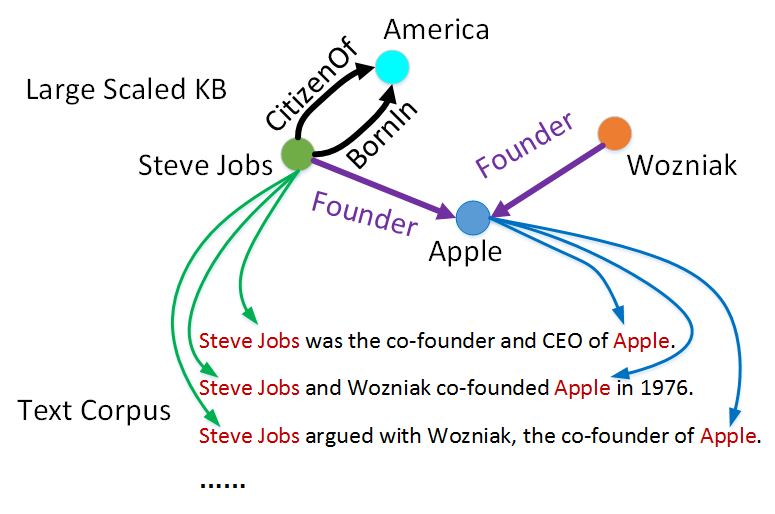 America
Large Scaled KB
CitizenOf
BornIn
Founder
Steve Jobs
Wozniak
Founder
Apple
Steve Jobs was the co-founder and CEO of Apple.
Steve Jobs and Wozniak co-founded Apple in 1976.
Text Corpus
Steve Jobs argued with Wozniak, the co-founder of Apple.
......